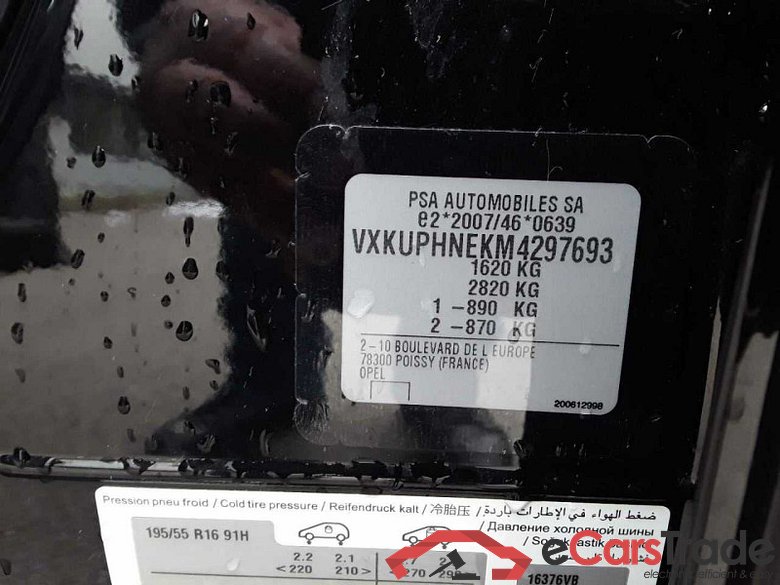 PSA AUTOMOBILES SA
e2*2007/46*0639
VXKUPHNEKM4297693
1620 KG
2820 KG
1 -890 KG
2 -870 KG
2-10 BOULEVARD DE L EUROPE
78300 POISSY (FRANCE)
OPEL
200612998
Pression pneu froid / Cold tire pressure / Reifendruck kalt / 冷胎压 / ضغط الهواء في الإطارات باردة
/ Давление холодной шины
195/55 R16 91H
2.2 2.1
<220 210>
eCarsTrade
16376VB